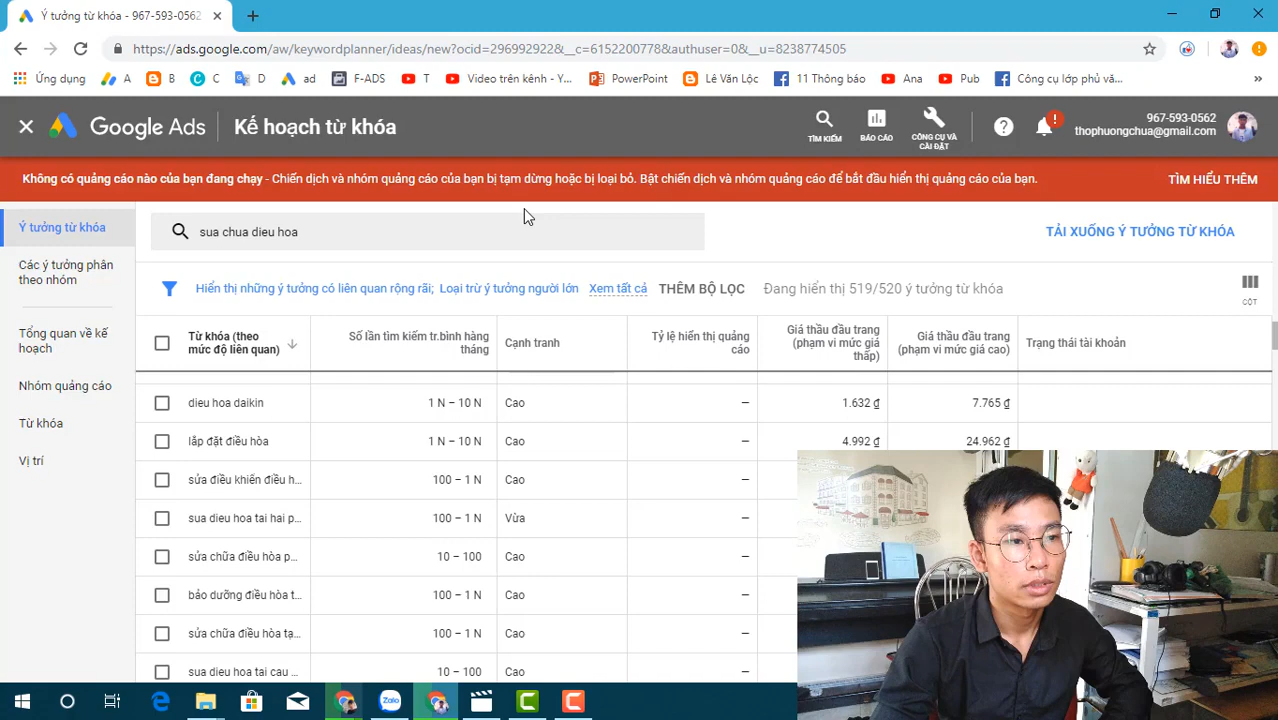 Ý tưởng từ khóa - 967-593-0562
https://ads.google.com/aw/keywordplanner/ideas/new?ocid=296992922&__c=6152200778&authuser=0&__u=8238774505
Ứng dụng A B C D ad F-ADS T Video trên kênh - Y... PowerPoint Lê Văn Lộc 11 Thông báo Ana Pub Công cụ lớp phủ vă...
Google Ads Kế hoạch từ khóa
TÌM KIẾM BÁO CÁO CÔNG CỤ VÀ CÀI ĐẶT
967-593-0562
thophuongchua@gmail.com
Không có quảng cáo nào của bạn đang chạy - Chiến dịch và nhóm quảng cáo của bạn bị tạm dừng hoặc bị loại bỏ. Bật chiến dịch và nhóm quảng cáo để bắt đầu hiển thị quảng cáo của bạn. TÌM HIỂU THÊM
Ý tưởng từ khóa
Các ý tưởng phân theo nhóm
Tổng quan về kế hoạch
Nhóm quảng cáo
Từ khóa
Vị trí
sua chua dieu hoa TẢI XUỐNG Ý TƯỞNG TỪ KHÓA
Hiển thị những ý tưởng có liên quan rộng rãi; Loại trừ ý tưởng người lớn Xem tất cả THÊM BỘ LỌC Đang hiển thị 519/520 ý tưởng từ khóa CỘT
Từ khóa (theo mức độ liên quan) Số lần tìm kiếm tr.bình hàng tháng Cạnh tranh Tỷ lệ hiển thị quảng cáo Giá thầu đầu trang (phạm vi mức giá thấp) Giá thầu đầu trang (phạm vi mức giá cao) Trạng thái tài khoản
dieu hoa daikin 1 N – 10 N Cao – 1.632 ₫ 7.765 ₫
lắp đặt điều hòa 1 N – 10 N Cao – 4.992 ₫ 24.962 ₫
sửa điều khiển điều h... 100 – 1 N Cao –
sua dieu hoa tai hai p... 100 – 1 N Vừa –
sửa chữa điều hòa p... 10 – 100 Cao –
bảo dưỡng điều hòa t... 100 – 1 N Cao –
sửa chữa điều hòa tạ... 100 – 1 N Cao –
sua dieu hoa tai cau ... 10 – 100 Cao –